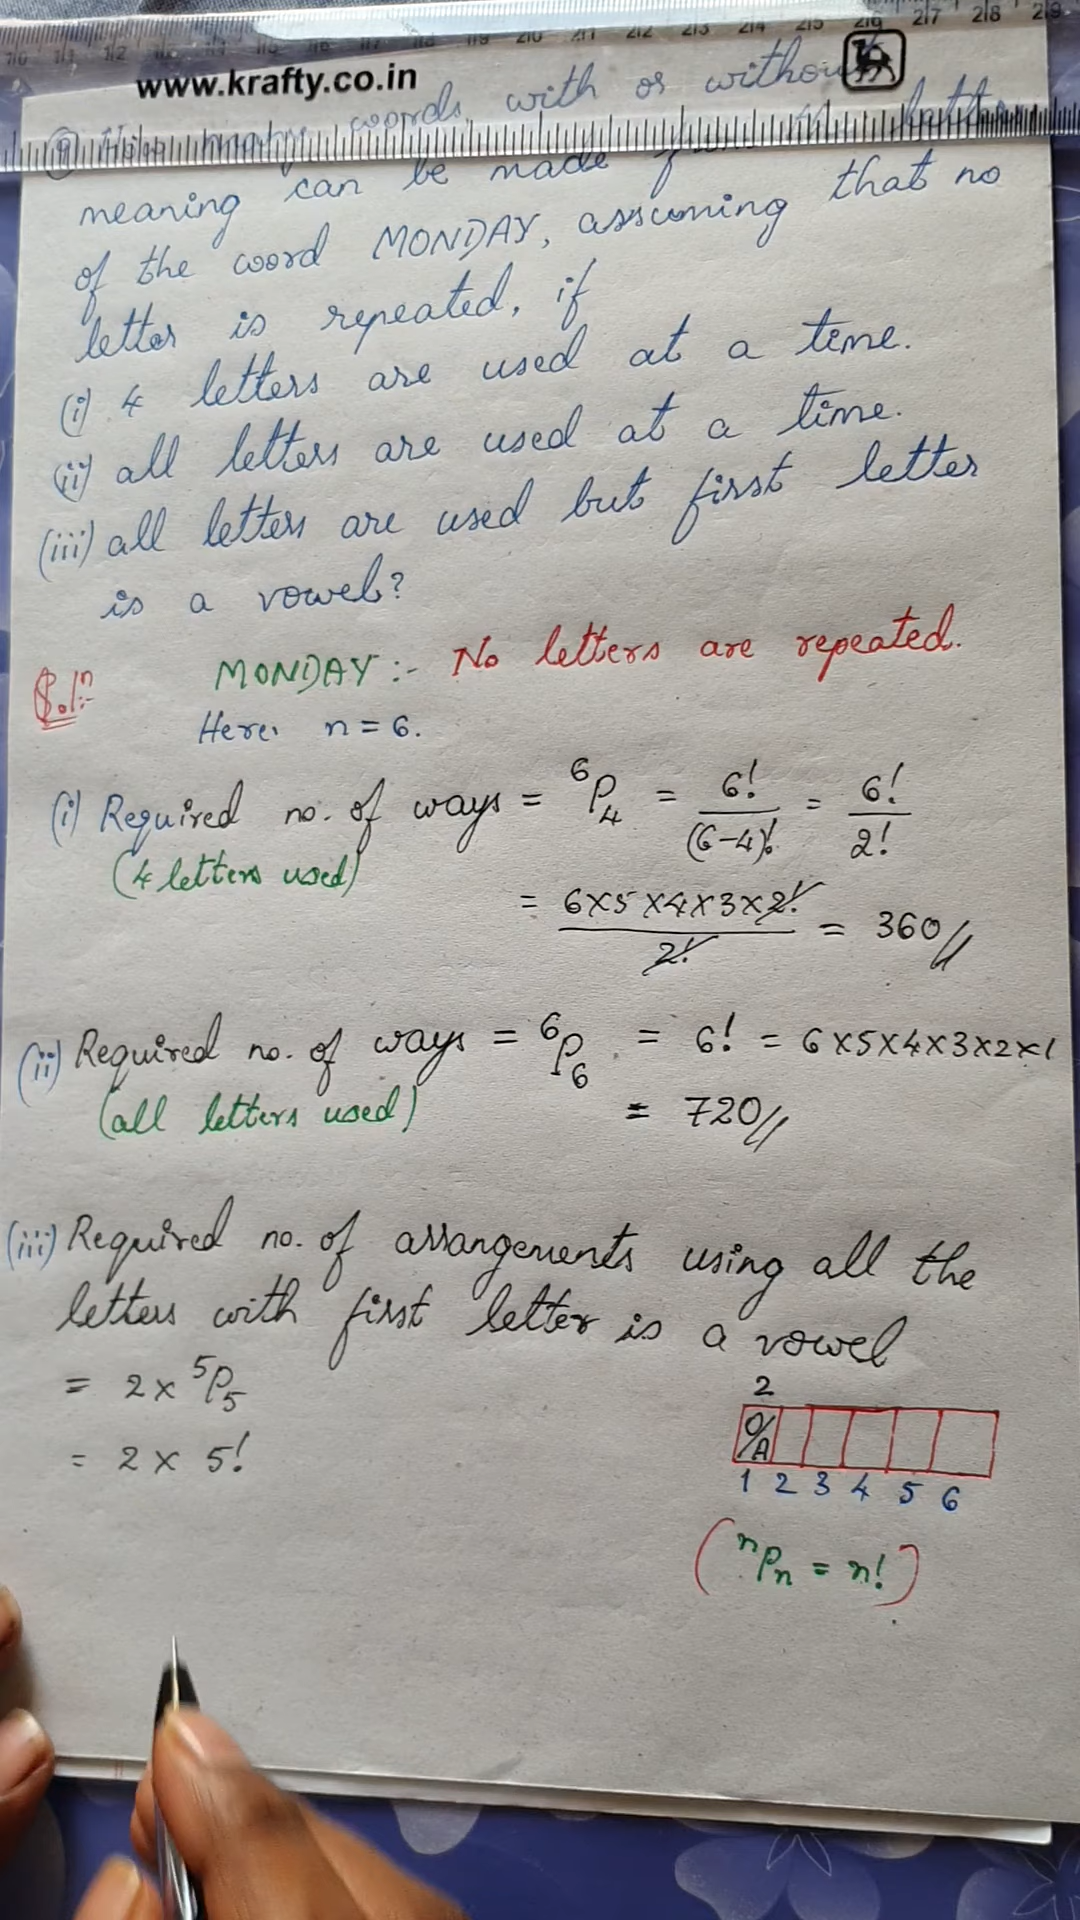 www.krafty.co.in
How many words, with or without
meaning can be made from the letters
of the word MONDAY, assuming that no
letter is repeated, if
(i) 4 letters are used at a time.
(ii) all letters are used at a time.
(iii) all letters are used but first letter
is a vowel?
Solⁿ:-
MONDAY :- No letters are repeated.
Here, n = 6.
(i) Required no. of ways = ⁶P₄ = 6!/(6-4)! = 6!/2!
(4 letters used)
= 6×5×4×3×2!/2! = 360//
(ii) Required no. of ways = ⁶P₆ = 6! = 6×5×4×3×2×1
(all letters used)
= 720//
(iii) Required no. of arrangements using all the
letters with first letter is a vowel
= 2 × ⁵P₅
= 2 × 5!
2
O/A
1 2 3 4 5 6
(ⁿPₙ = n!)